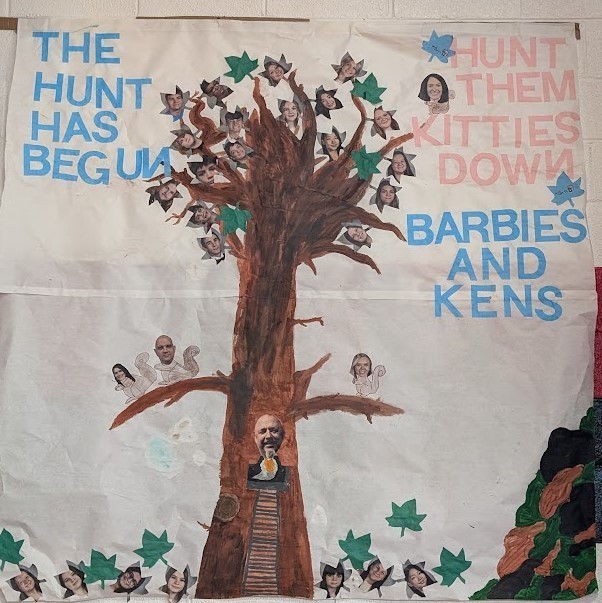 THE
HUNT
HAS
BEGUN
HUNT
THEM
KITTIES
DOWN
BARBIES
AND
KENS